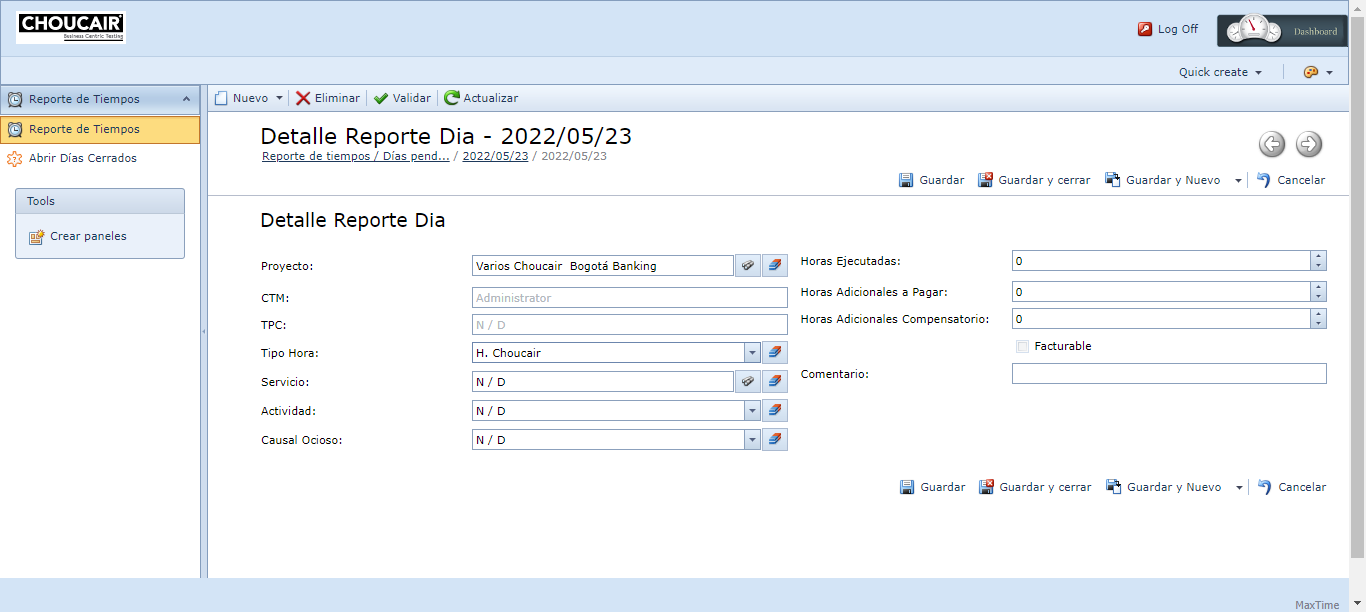 CHOUCAIR
Business Centric Testing
Log Off
Dashboard
Quick create
Reporte de Tiempos
Nuevo
Eliminar
Validar
Actualizar
Reporte de Tiempos
Abrir Días Cerrados
Tools
Crear paneles
Detalle Reporte Dia - 2022/05/23
Reporte de tiempos / Días pend... / 2022/05/23 / 2022/05/23
Guardar
Guardar y cerrar
Guardar y Nuevo
Cancelar
Detalle Reporte Dia
Proyecto:
Varios Choucair  Bogotá Banking
CTM:
Administrator
TPC:
N / D
Tipo Hora:
H. Choucair
Servicio:
N / D
Actividad:
N / D
Causal Ocioso:
N / D
Horas Ejecutadas:
0
Horas Adicionales a Pagar:
0
Horas Adicionales Compensatorio:
0
Facturable
Comentario:
Guardar
Guardar y cerrar
Guardar y Nuevo
Cancelar
MaxTime